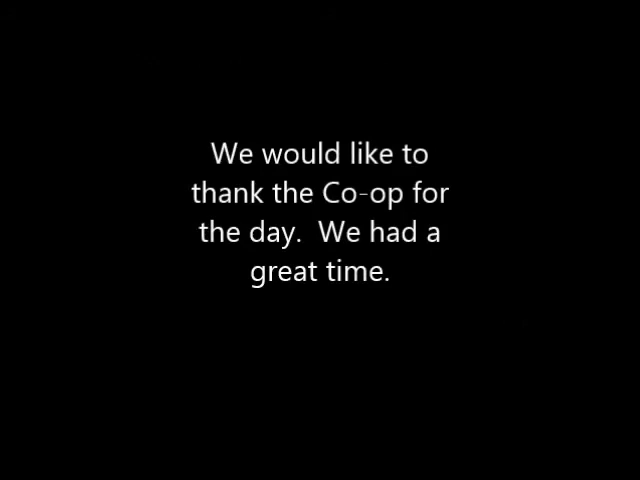 We would like to
thank the Co-op for
the day.  We had a
great time.